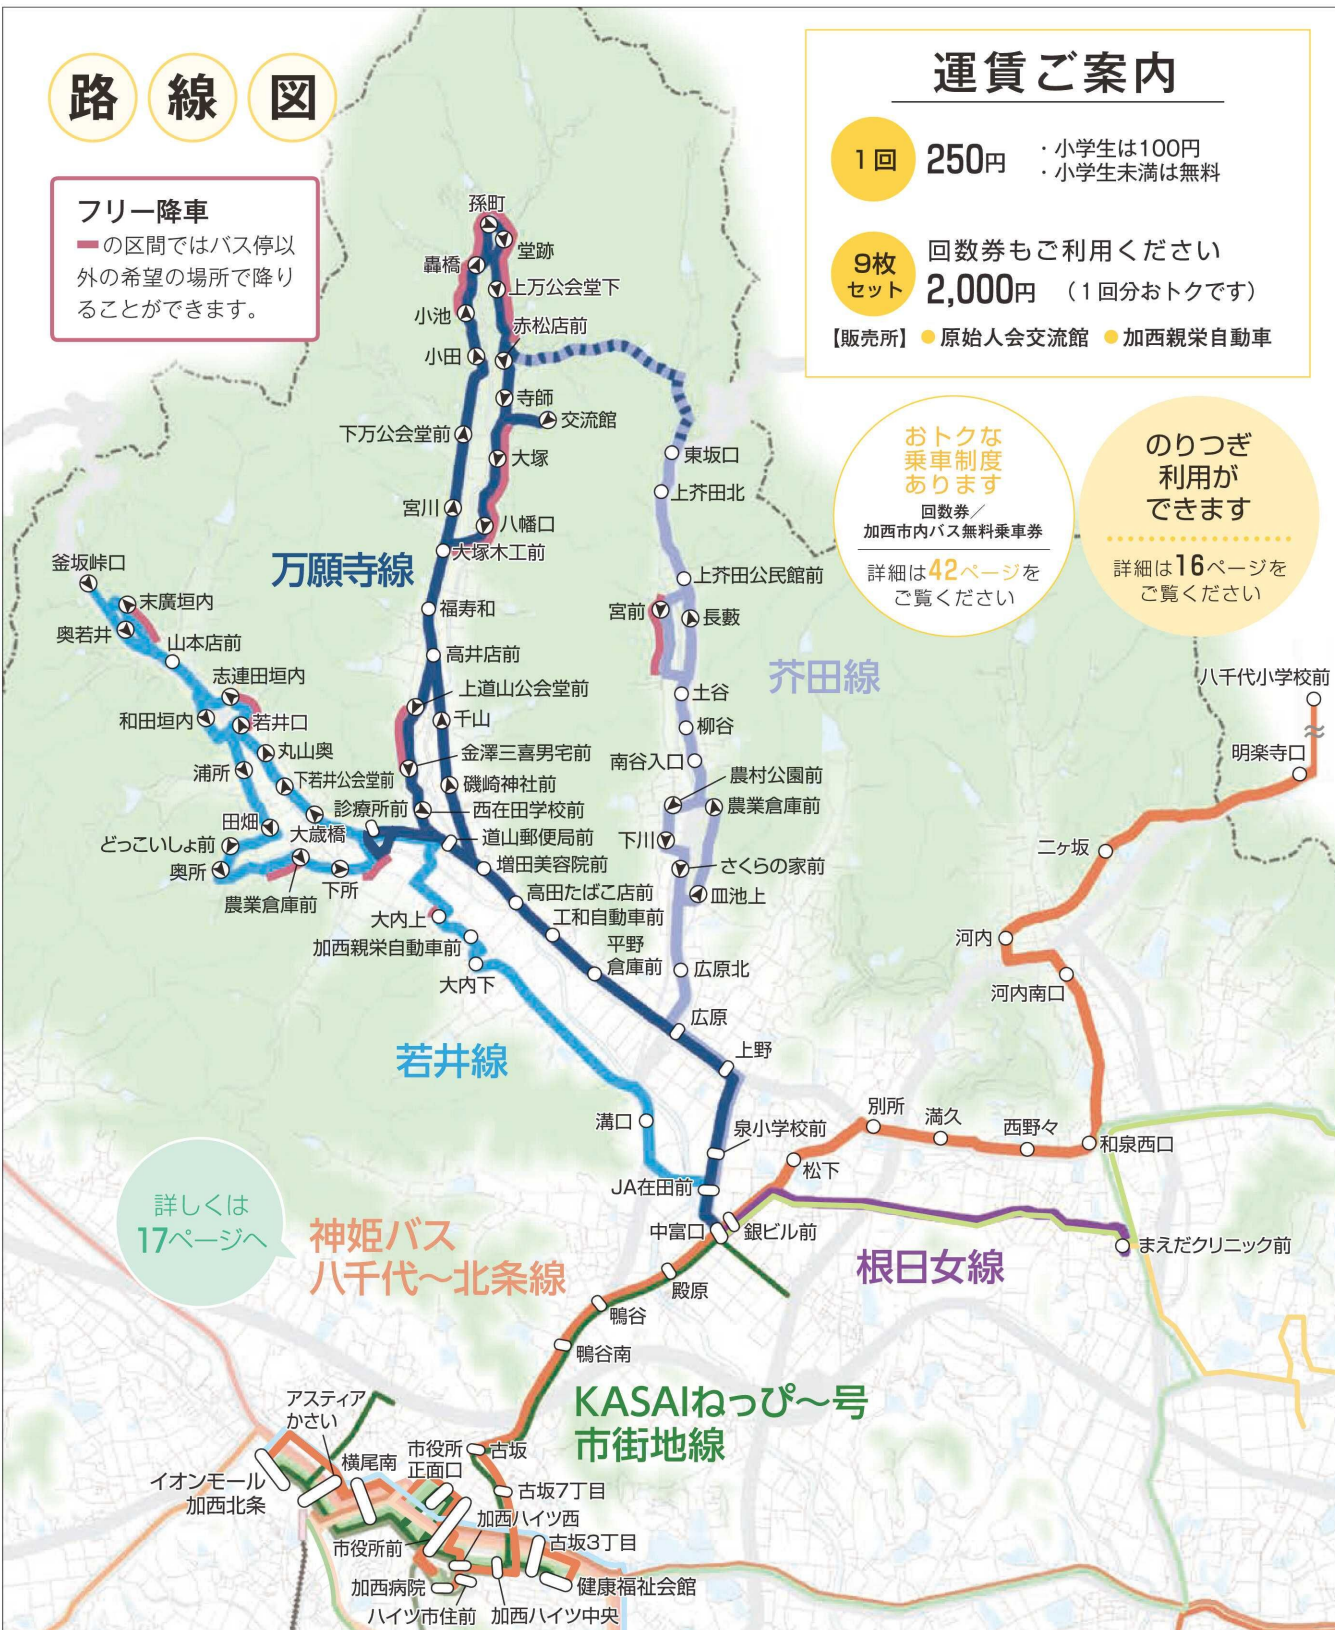 路線図
フリー降車
の区間ではバス停以
外の希望の場所で降り
ることができます。
運賃ご案内
1回
250円
・小学生は100円
・小学生未満は無料
9枚
セット
回数券もご利用ください
2,000円
(1回分おトクです)
【販売所】
原始人会交流館
加西親栄自動車
おトクな
乗車制度
あります
回数券/
加西市内バス無料乗車券
詳細は42ページを
ご覧ください
のりつぎ
利用が
できます
詳細は16ページを
ご覧ください
孫町
堂跡
轟橋
上万公会堂下
小池
赤松店前
小田
寺師
交流館
下万公会堂前
大塚
宮川
八幡口
大塚木工前
万願寺線
福寿和
高井店前
上道山公会堂前
千山
金澤三喜男宅前
磯崎神社前
西在田学校前
道山郵便局前
増田美容院前
高田たばこ店前
工和自動車前
平野
倉庫前
広原
上野
泉小学校前
JA在田前
中富口
銀ビル前
東坂口
上芥田北
上芥田公民館前
宮前
長藪
芥田線
土谷
柳谷
南谷入口
農村公園前
農業倉庫前
下川
さくらの家前
皿池上
広原北
釜坂峠口
末廣垣内
奥若井
山本店前
志連田垣内
和田垣内
若井口
丸山奥
浦所
下若井公会堂前
診療所前
田畑
大歳橋
どっこいしょ前
奥所
農業倉庫前
下所
大内上
加西親栄自動車前
大内下
若井線
溝口
八千代小学校前
明楽寺口
二ヶ坂
河内
河内南口
和泉西口
西野々
満久
別所
松下
まえだクリニック前
根日女線
詳しくは
17ページへ
神姫バス
八千代～北条線
殿原
鴨谷
鴨谷南
KASAIねっぴ～号
市街地線
古坂
古坂7丁目
アスティア
かさい
イオンモール
加西北条
横尾南
市役所
正面口
市役所前
加西ハイツ西
古坂3丁目
加西病院
ハイツ市住前
加西ハイツ中央
健康福祉会館